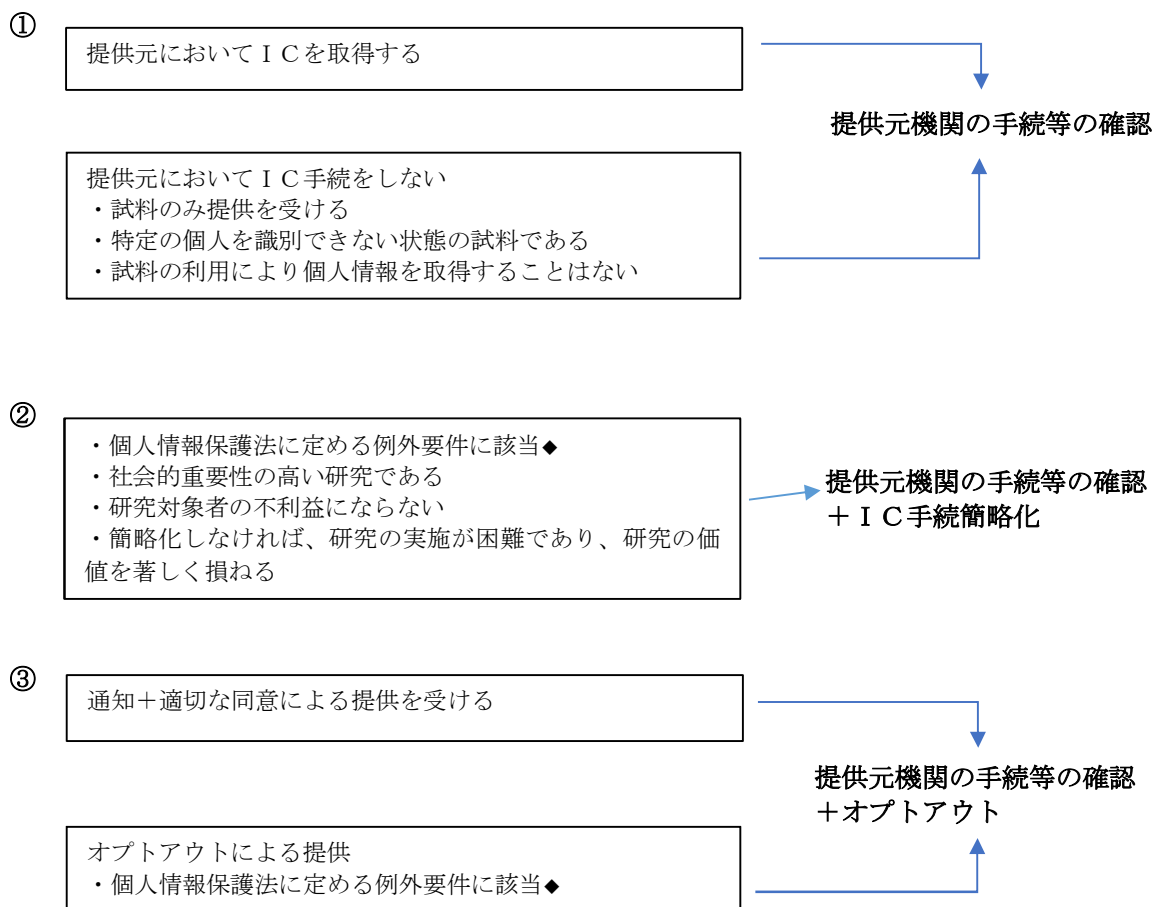 ①
提供元においてＩＣを取得する
提供元機関の手続等の確認
提供元においてＩＣ手続をしない
・試料のみ提供を受ける
・特定の個人を識別できない状態の試料である
・試料の利用により個人情報を取得することはない
②
・個人情報保護法に定める例外要件に該当◆
・社会的重要性の高い研究である
・研究対象者の不利益にならない
・簡略化しなければ、研究の実施が困難であり、研究の価
値を著しく損ねる
提供元機関の手続等の確認
＋ＩＣ手続簡略化
③
通知＋適切な同意による提供を受ける
提供元機関の手続等の確認
＋オプトアウト
オプトアウトによる提供
・個人情報保護法に定める例外要件に該当◆